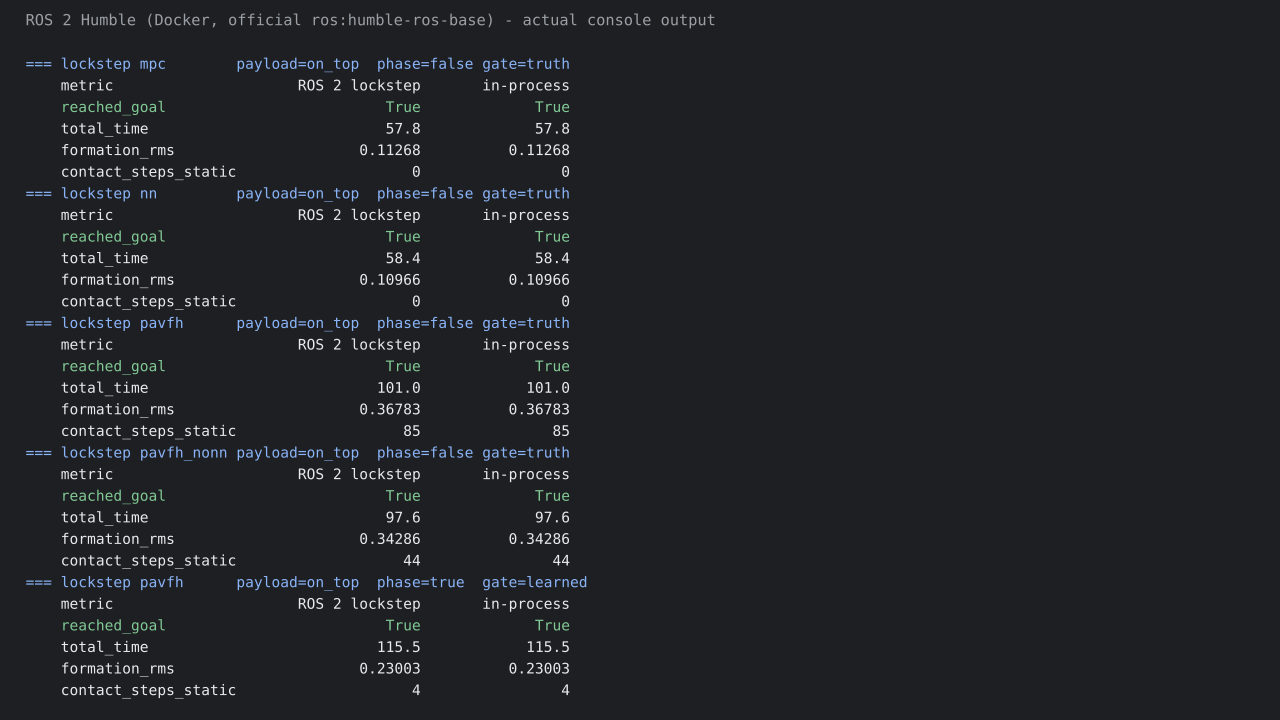 ROS 2 Humble (Docker, official ros:humble-ros-base) - actual console output
=== lockstep mpc        payload=on_top  phase=false gate=truth
    metric                     ROS 2 lockstep       in-process
    reached_goal                         True             True
    total_time                           57.8             57.8
    formation_rms                     0.11268          0.11268
    contact_steps_static                    0                0
=== lockstep nn         payload=on_top  phase=false gate=truth
    metric                     ROS 2 lockstep       in-process
    reached_goal                         True             True
    total_time                           58.4             58.4
    formation_rms                     0.10966          0.10966
    contact_steps_static                    0                0
=== lockstep pavfh      payload=on_top  phase=false gate=truth
    metric                     ROS 2 lockstep       in-process
    reached_goal                         True             True
    total_time                          101.0            101.0
    formation_rms                     0.36783          0.36783
    contact_steps_static                   85               85
=== lockstep pavfh_nonn payload=on_top  phase=false gate=truth
    metric                     ROS 2 lockstep       in-process
    reached_goal                         True             True
    total_time                           97.6             97.6
    formation_rms                     0.34286          0.34286
    contact_steps_static                   44               44
=== lockstep pavfh      payload=on_top  phase=true  gate=learned
    metric                     ROS 2 lockstep       in-process
    reached_goal                         True             True
    total_time                          115.5            115.5
    formation_rms                     0.23003          0.23003
    contact_steps_static                    4                4